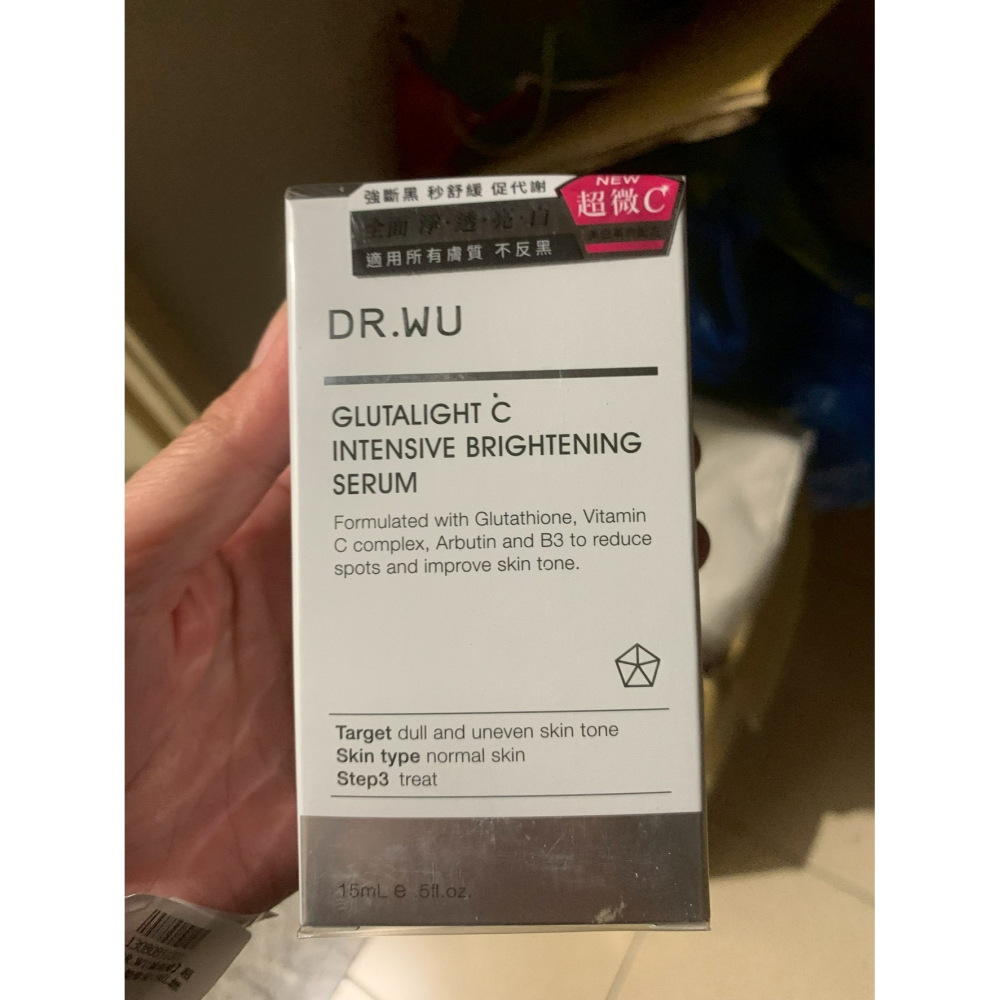 強斷黑 秒舒緩 促代謝
全面 淨·透·亮·白
適用所有膚質 不反黑
NEW
超微C
DR.WU
GLUTALIGHT C
INTENSIVE BRIGHTENING
SERUM
Formulated with Glutathione, Vitamin
C complex, Arbutin and B3 to reduce
spots and improve skin tone.
Target dull and uneven skin tone
Skin type normal skin
Step3 treat
15mL e .5fl.oz.